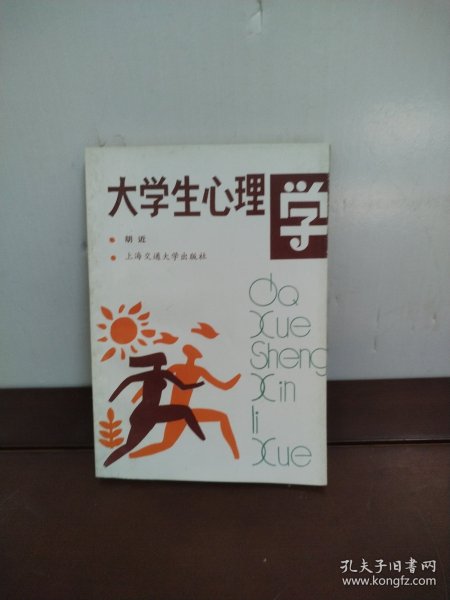 大学生心理学
胡近
上海交通大学出版社
da
Xue
Sheng
Xin
li
Xue
孔夫子旧书网
www.kongfz.com